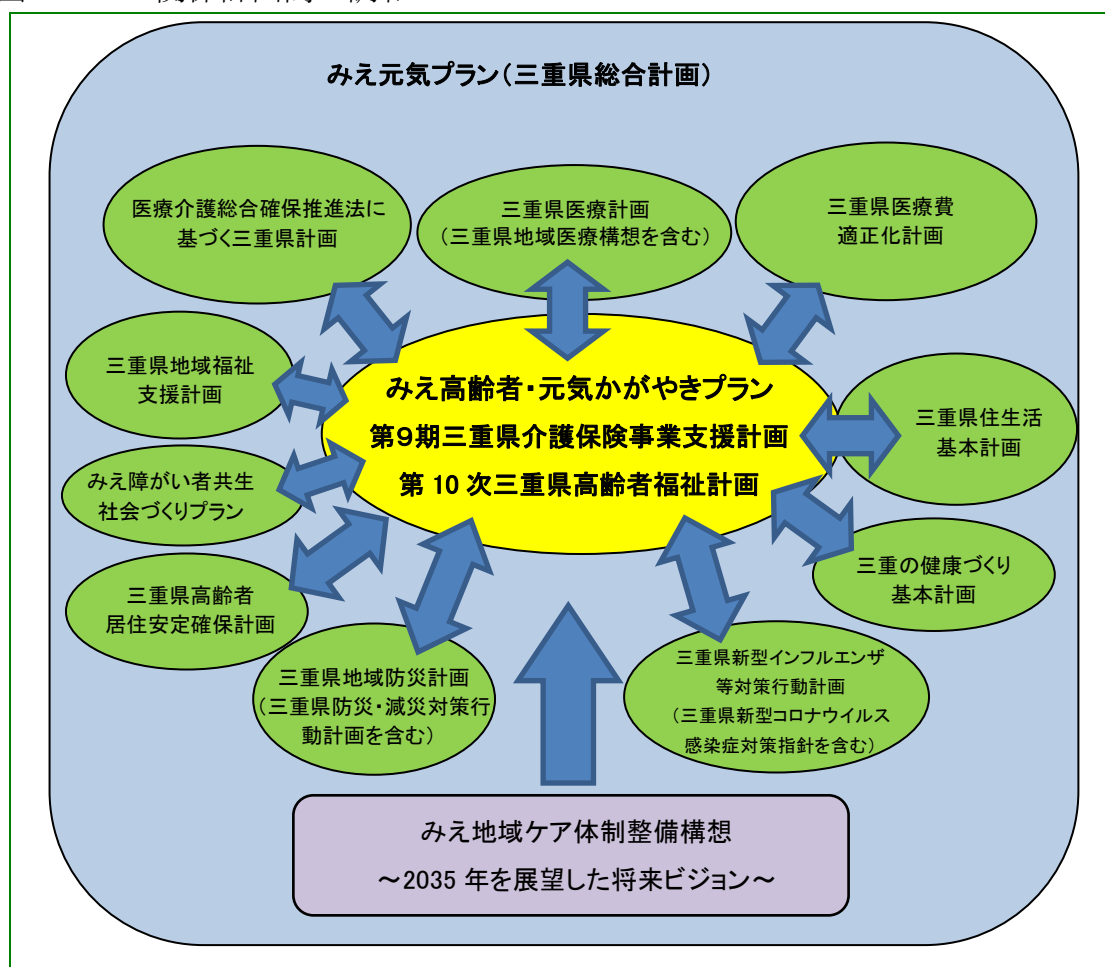 みえ元気プラン(三重県総合計画)
医療介護総合確保推進法に
基づく三重県計画
三重県医療計画
(三重県地域医療構想を含む)
三重県医療費
適正化計画
三重県地域福祉
支援計画
みえ高齢者・元気かがやきプラン
第9期三重県介護保険事業支援計画
第 10 次三重県高齢者福祉計画
三重県住生活
基本計画
みえ障がい者共生
社会づくりプラン
三重の健康づくり
基本計画
三重県高齢者
居住安定確保計画
三重県地域防災計画
(三重県防災・減災対策行
動計画を含む)
三重県新型インフルエンザ
等対策行動計画
(三重県新型コロナウイルス
感染症対策指針を含む)
みえ地域ケア体制整備構想
~2035 年を展望した将来ビジョン~